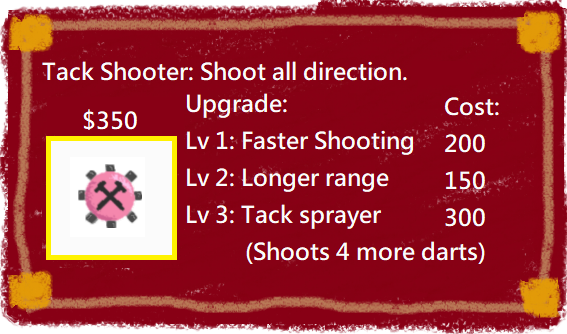 Tack Shooter: Shoot all direction.
$350
Upgrade: Cost:
Lv 1: Faster Shooting 200
Lv 2: Longer range 150
Lv 3: Tack sprayer 300
(Shoots 4 more darts)